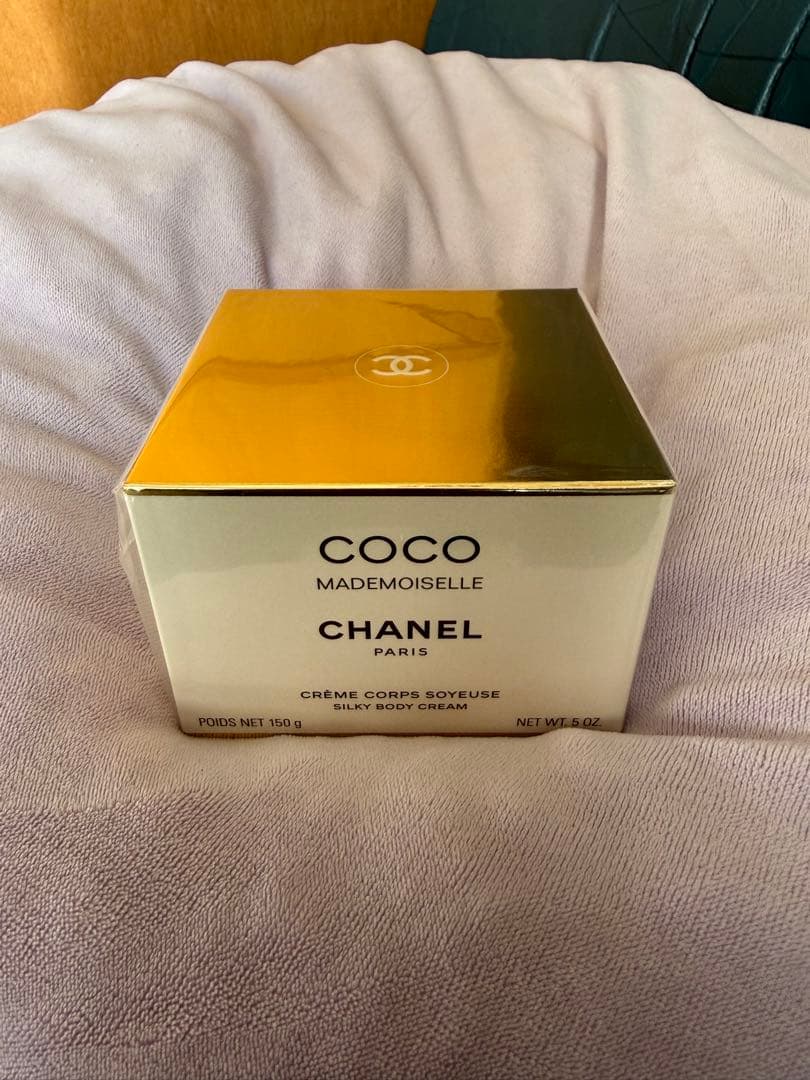 COCO
MADEMOISELLE
CHANEL
PARIS
CRÈME CORPS SOYEUSE
SILKY BODY CREAM
POIDS NET 150 g NET WT. 5 OZ.